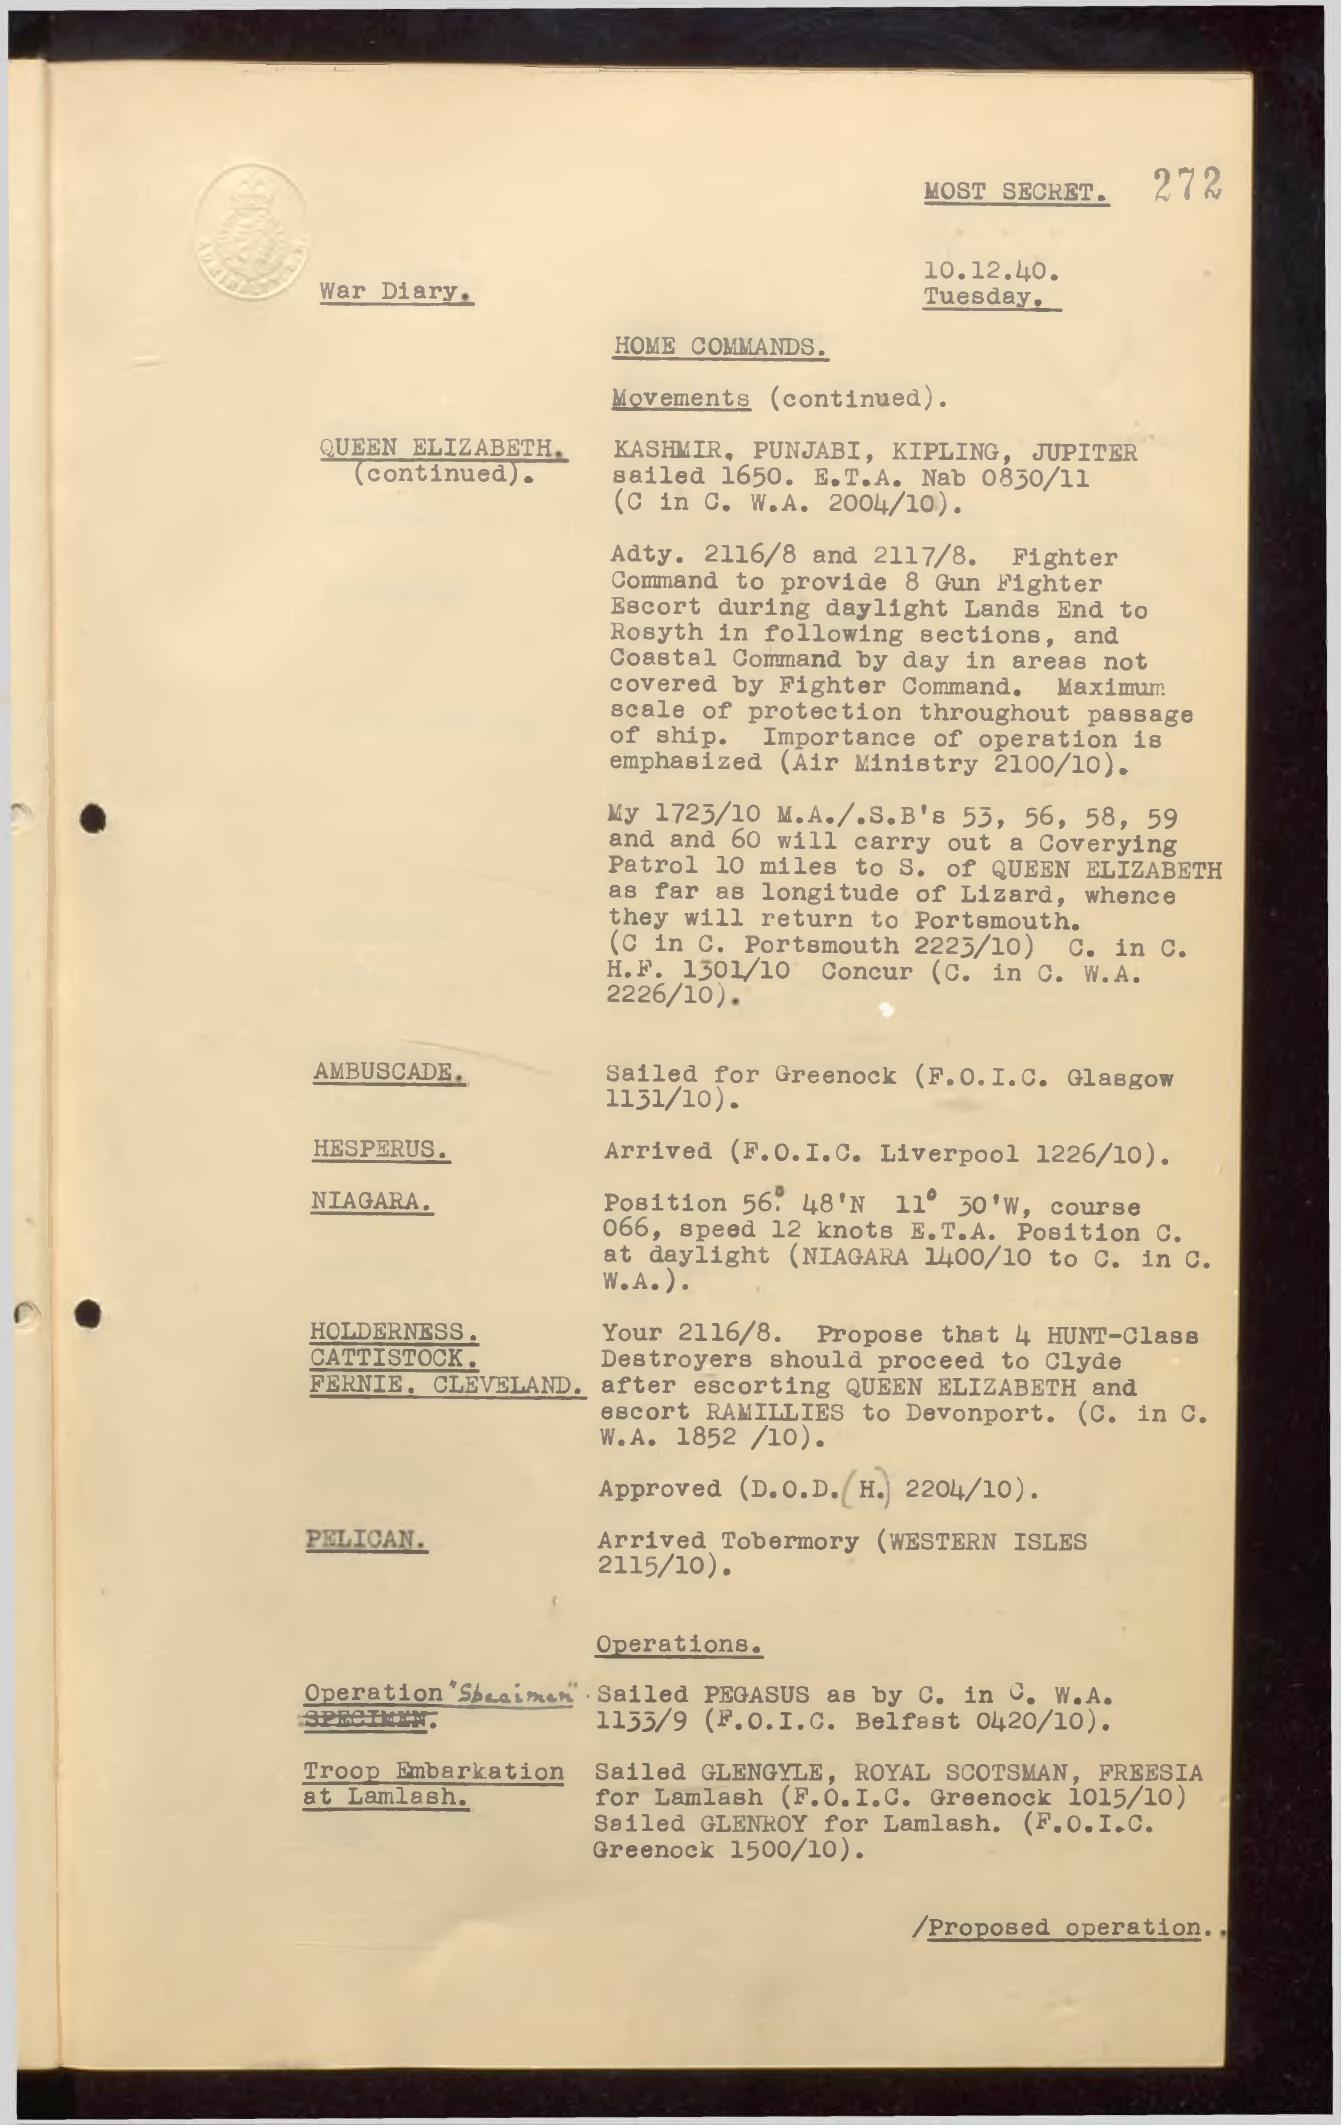 MOST SECRET. 272
10.12.40.
War Diary.
Tuesday.
HOME COMMANDS.
Movements (continued).
QUEEN ELIZABETH. KASHMIR, PUNJABI, KIPLING, JUPITER
(continued). sailed 1650. E.T.A. Nab 0830/11
(C in C. W.A. 2004/10).
Adty. 2116/8 and 2117/8. Fighter
Command to provide 8 Gun Fighter
Escort during daylight Lands End to
Rosyth in following sections, and
Coastal Command by day in areas not
covered by Fighter Command. Maximum
scale of protection throughout passage
of ship. Importance of operation is
emphasized (Air Ministry 2100/10).
My 1723/10 M.A./.S.B's 53, 56, 58, 59
and and 60 will carry out a Coverying
Patrol 10 miles to S. of QUEEN ELIZABETH
as far as longitude of Lizard, whence
they will return to Portsmouth.
(C in C. Portsmouth 2223/10) C. in C.
H.F. 1301/10 Concur (C. in C. W.A.
2226/10).
AMBUSCADE. Sailed for Greenock (F.O.I.C. Glasgow
1131/10).
HESPERUS. Arrived (F.O.I.C. Liverpool 1226/10).
NIAGARA. Position 56°. 48'N 11° 30'W, course
066, speed 12 knots E.T.A. Position C.
at daylight (NIAGARA 1400/10 to C. in C.
W.A.).
HOLDERNESS. Your 2116/8. Propose that 4 HUNT-Class
CATTISTOCK. Destroyers should proceed to Clyde
FERNIE. CLEVELAND. after escorting QUEEN ELIZABETH and
escort RAMILLIES to Devonport. (C. in C.
W.A. 1852 /10).
Approved (D.O.D.(H.) 2204/10).
PELICAN. Arrived Tobermory (WESTERN ISLES
2115/10).
Operations.
Operation "Specimen". Sailed PEGASUS as by C. in C. W.A.
SPECIMEN. 1133/9 (F.O.I.C. Belfast 0420/10).
Troop Embarkation Sailed GLENGYLE, ROYAL SCOTSMAN, FREESIA
at Lamlash. for Lamlash (F.O.I.C. Greenock 1015/10)
Sailed GLENROY for Lamlash. (F.O.I.C.
Greenock 1500/10).
/Proposed operation..